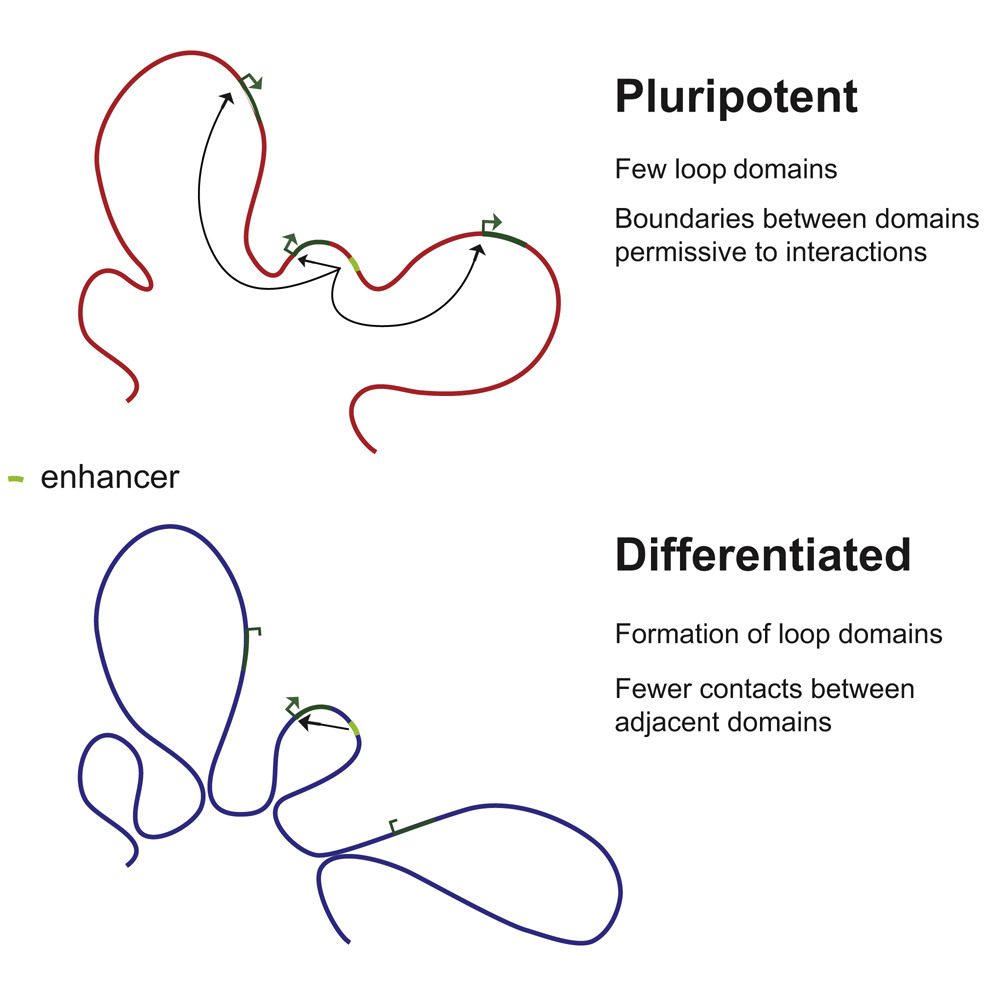 Pluripotent
Few loop domains
Boundaries between domains
permissive to interactions
enhancer
Differentiated
Formation of loop domains
Fewer contacts between
adjacent domains